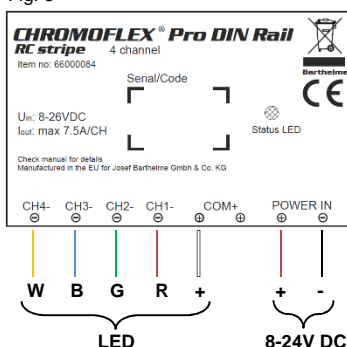 CHROMOFLEX® Pro DIN Rail
RC stripe 4 channel
Item no: 66000084
Barthelme
Serial/Code
CE
UIn: 8-26VDC
Iout: max 7.5A/CH
Status LED
Check manual for details
Manufactured in the EU for Josef Barthelme GmbH & Co. KG
CH4- CH3- CH2- CH1- COM+ POWER IN
W B G R + + -
LED 8-24V DC